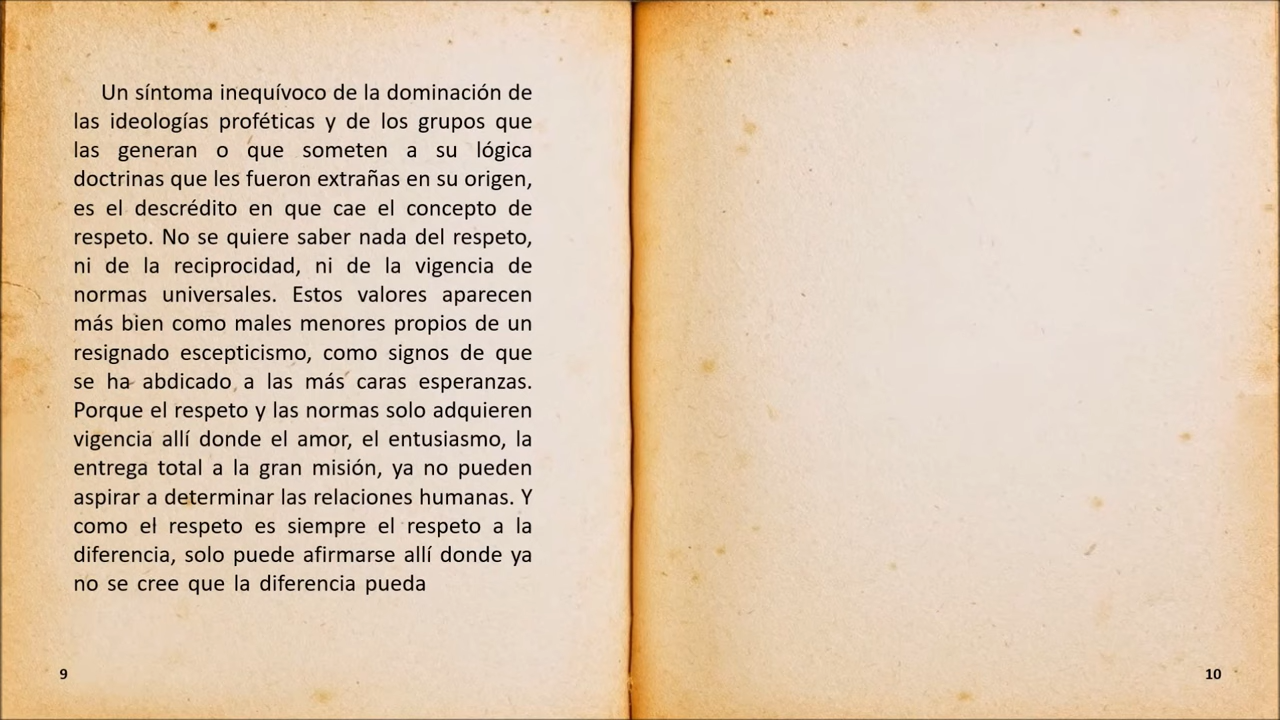 Un síntoma inequívoco de la dominación de
las ideologías proféticas y de los grupos que
las generan o que someten a su lógica
doctrinas que les fueron extrañas en su origen,
es el descrédito en que cae el concepto de
respeto. No se quiere saber nada del respeto,
ni de la reciprocidad, ni de la vigencia de
normas universales. Estos valores aparecen
más bien como males menores propios de un
resignado escepticismo, como signos de que
se ha abdicado a las más caras esperanzas.
Porque el respeto y las normas solo adquieren
vigencia allí donde el amor, el entusiasmo, la
entrega total a la gran misión, ya no pueden
aspirar a determinar las relaciones humanas. Y
como el respeto es siempre el respeto a la
diferencia, solo puede afirmarse allí donde ya
no se cree que la diferencia pueda
9
10